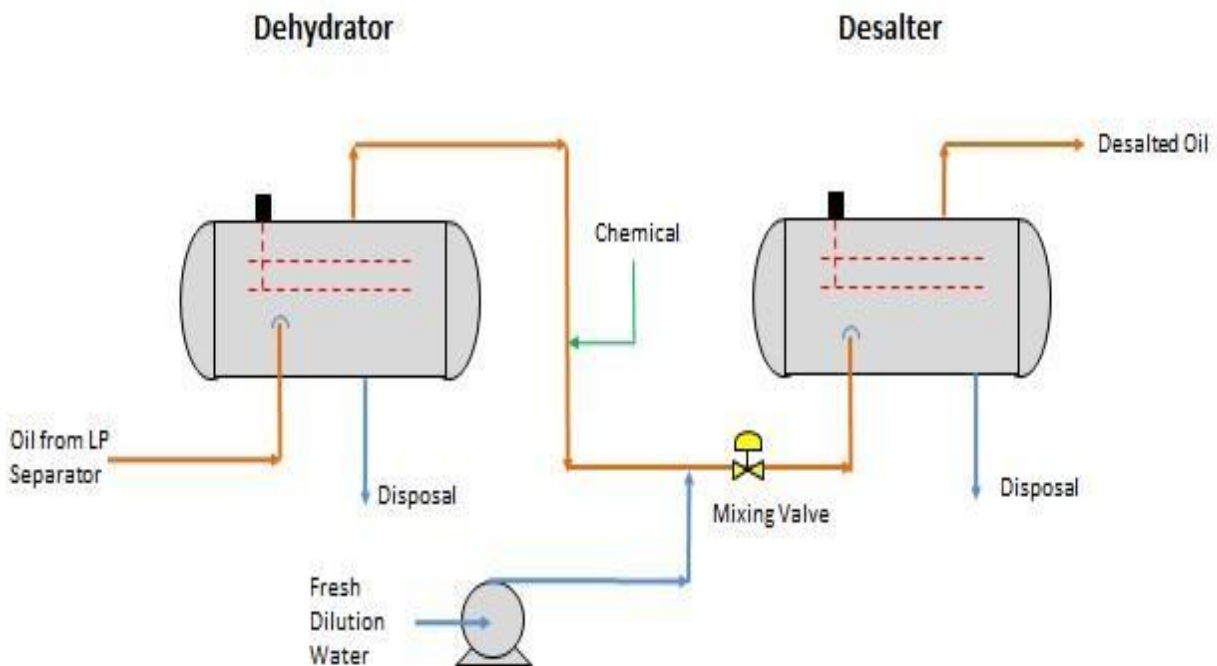 Dehydrator
Desalter
Desalted Oil
Chemical
Oil from LP
Separator
Disposal
Mixing Valve
Disposal
Fresh
Dilution
Water